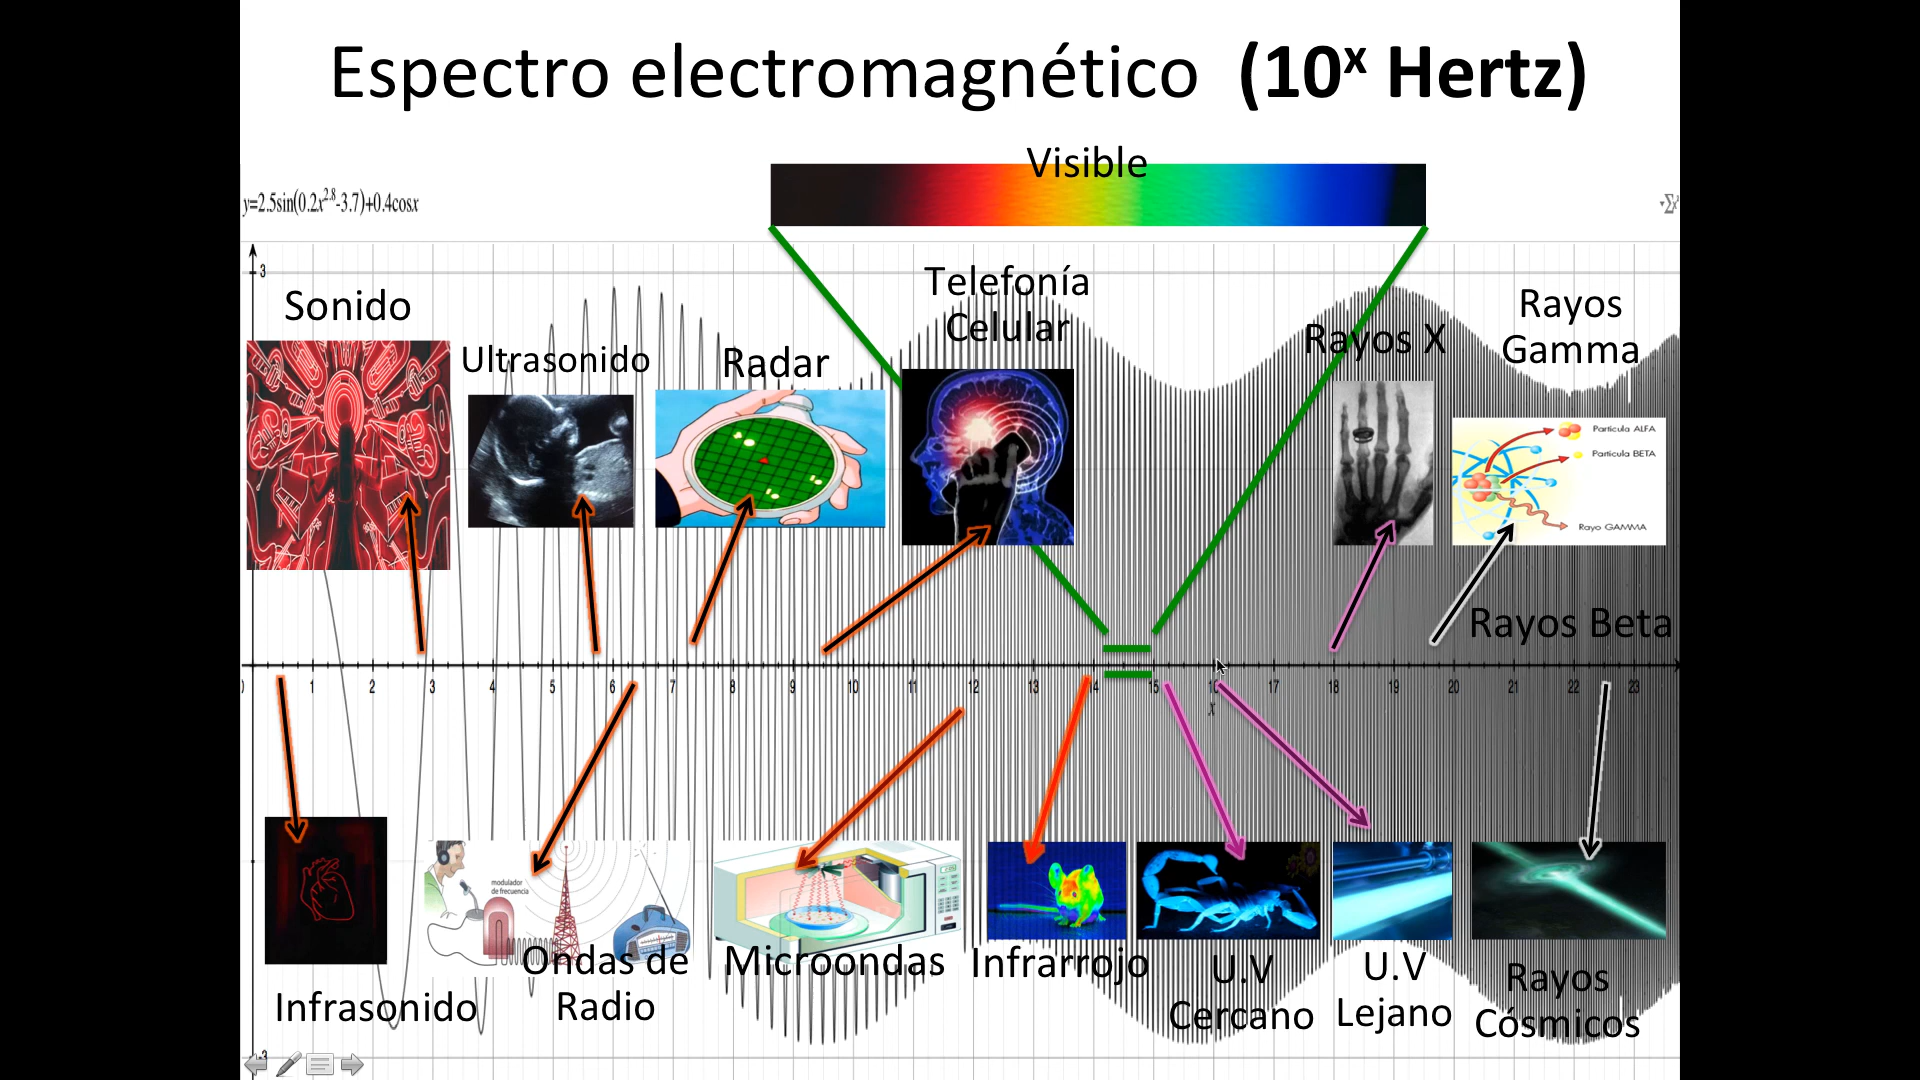 Espectro electromagnético (10ˣ Hertz)
Visible
y=2.5sin(0.2x^2.8-3.7)+0.4cosx
3
Sonido
Ultrasonido
Radar
Telefonía
Celular
Rayos X
Rayos
Gamma
Partícula ALFA
Partícula BETA
Rayo GAMMA
Rayos Beta
0 1 2 3 4 5 6 7 8 9 10 11 12 13 14 15 16 17 18 19 20 21 22 23
x
modulador
de frecuencia
Infrasonido
Ondas de
Radio
Microondas
Infrarrojo
U.V
Cercano
U.V
Lejano
Rayos
Cósmicos
-3